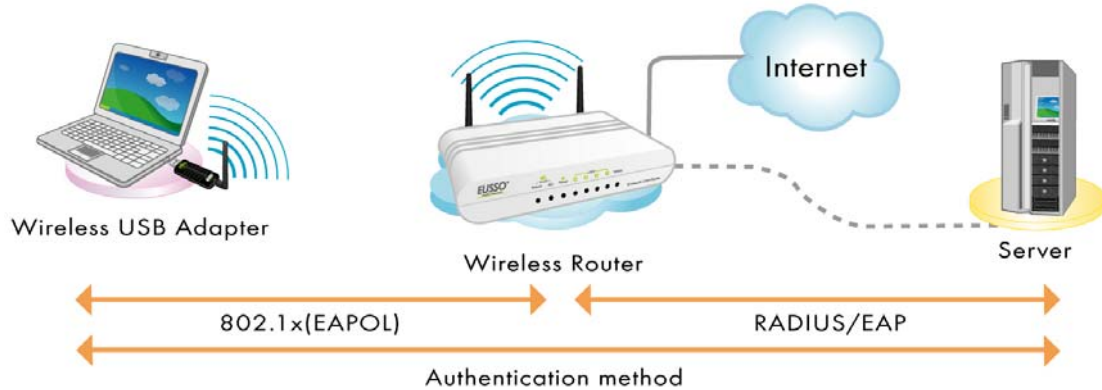 Internet
EUSSO
Wireless USB Adapter
Wireless Router
Server
802.1x(EAPOL)
RADIUS/EAP
Authentication method